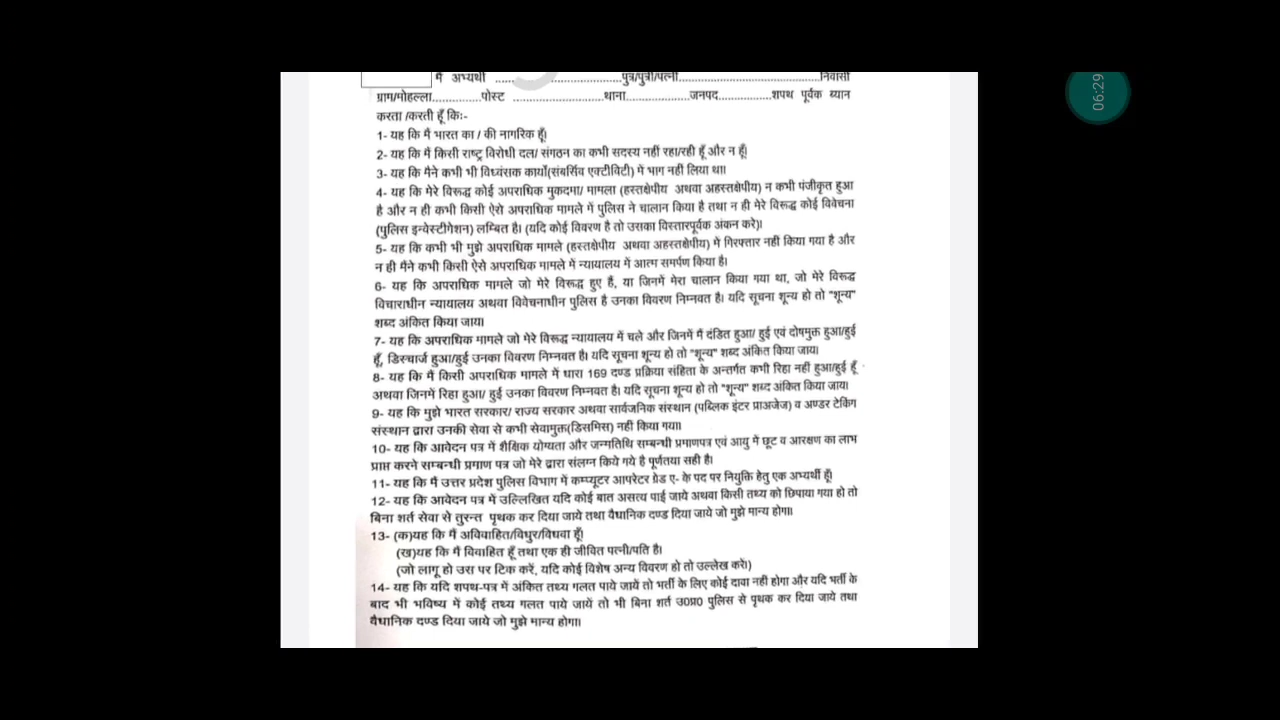 मैं अभ्यर्थी ..............................पुत्र/पुत्री/पत्नी...................................निवासी
06:29
ग्राम/मोहल्ला.............पोस्ट ........................थाना.................जनपद..............शपथ पूर्वक ब्यान
करता /करती हूँ किः-
1- यह कि मैं भारत का / की नागरिक हूँ।
2- यह कि मैं किसी राष्ट्र विरोधी दल/ संगठन का कभी सदस्य नहीं रहा/रही हूँ और न हूँ।
3- यह कि मैने कभी भी विध्वंसक कार्यो(संबर्सिव एक्टीविटी) में भाग नहीं लिया था।
4- यह कि मेरे विरूद्ध कोई अपराधिक मुकदमा/ मामला (हस्तक्षेपीय अथवा अहस्तक्षेपीय) न कभी पंजीकृत हुआ
है और न ही कभी किसी ऐसे अपराधिक मामले में पुलिस ने चालान किया है तथा न ही मेरे विरूद्ध कोई विवेचना
(पुलिस इन्वेस्टीगेशन) लम्बित है। (यदि कोई विवरण है तो उसका विस्तारपूर्वक अंकन करे)।
5- यह कि कभी भी मुझे अपराधिक मामले (हस्तक्षेपीय अथवा अहस्तक्षेपीय) में गिरफ्तार नहीं किया गया है और
न ही मैंने कभी किसी ऐसे अपराधिक मामले में न्यायालय में आत्म समर्पण किया है।
6- यह कि अपराधिक मामले जो मेरे विरूद्ध हुए हैं, या जिनमें मेरा चालान किया गया था, जो मेरे विरूद्ध
विचाराधीन न्यायालय अथवा विवेचनाधीन पुलिस है उनका विवरण निम्नवत है। यदि सूचना शून्य हो तो "शून्य"
शब्द अंकित किया जाय।
7- यह कि अपराधिक मामले जो मेरे विरूद्ध न्यायालय में चले और जिनमें मैं दंडित हुआ/ हुई एवं दोषमुक्त हुआ/हुई
हूँ, डिस्चार्ज हुआ/हुई उनका विवरण निम्नवत है। यदि सूचना शून्य हो तो "शून्य" शब्द अंकित किया जाय।
8- यह कि मैं किसी अपराधिक मामले में धारा 169 दण्ड प्रक्रिया संहिता के अन्तर्गत कभी रिहा नहीं हुआ/हुई हूँ
अथवा जिनमें रिहा हुआ/ हुई उनका विवरण निम्नवत है। यदि सूचना शून्य हो तो "शून्य" शब्द अंकित किया जाय।
9- यह कि मुझे भारत सरकार/ राज्य सरकार अथवा सार्वजनिक संस्थान (पब्लिक इंटर प्राअजेज) व अण्डर टेकिंग
संस्थान द्वारा उनकी सेवा से कभी सेवामुक्त(डिसमिस) नहीं किया गया।
10- यह कि आवेदन पत्र में शैक्षिक योग्यता और जन्मतिथि सम्बन्धी प्रमाणपत्र एवं आयु में छूट व आरक्षण का लाभ
प्राप्त करने सम्बन्धी प्रमाण पत्र जो मेरे द्वारा संलग्न किये गये है पूर्णतया सही है।
11- यह कि मैं उत्तर प्रदेश पुलिस विभाग में कम्प्यूटर आपरेटर ग्रेड ए- के पद पर नियुक्ति हेतु एक अभ्यर्थी हूँ।
12- यह कि आवेदन पत्र में उल्लिखित यदि कोई बात असत्य पाई जाये अथवा किसी तथ्य को छिपाया गया हो तो
बिना शर्त सेवा से तुरन्त पृथक कर दिया जाये तथा वैधानिक दण्ड दिया जाये जो मुझे मान्य होगा।
13- (क)यह कि मैं अविवाहित/विधुर/विधवा हूँ।
(ख)यह कि मैं विवाहित हूँ तथा एक ही जीवित पत्नी/पति है।
(जो लागू हो उस पर टिक करें, यदि कोई विशेष अन्य विवरण हो तो उल्लेख करें।)
14- यह कि यदि शपथ-पत्र में अंकित तथ्य गलत पाये जायें तो भर्ती के लिए कोई दावा नही होगा और यदि भर्ती के
बाद भी भविष्य में कोई तथ्य गलत पाये जायें तो भी बिना शर्त उ0प्र0 पुलिस से पृथक कर दिया जाये तथा
वैधानिक दण्ड दिया जाये जो मुझे मान्य होगा।